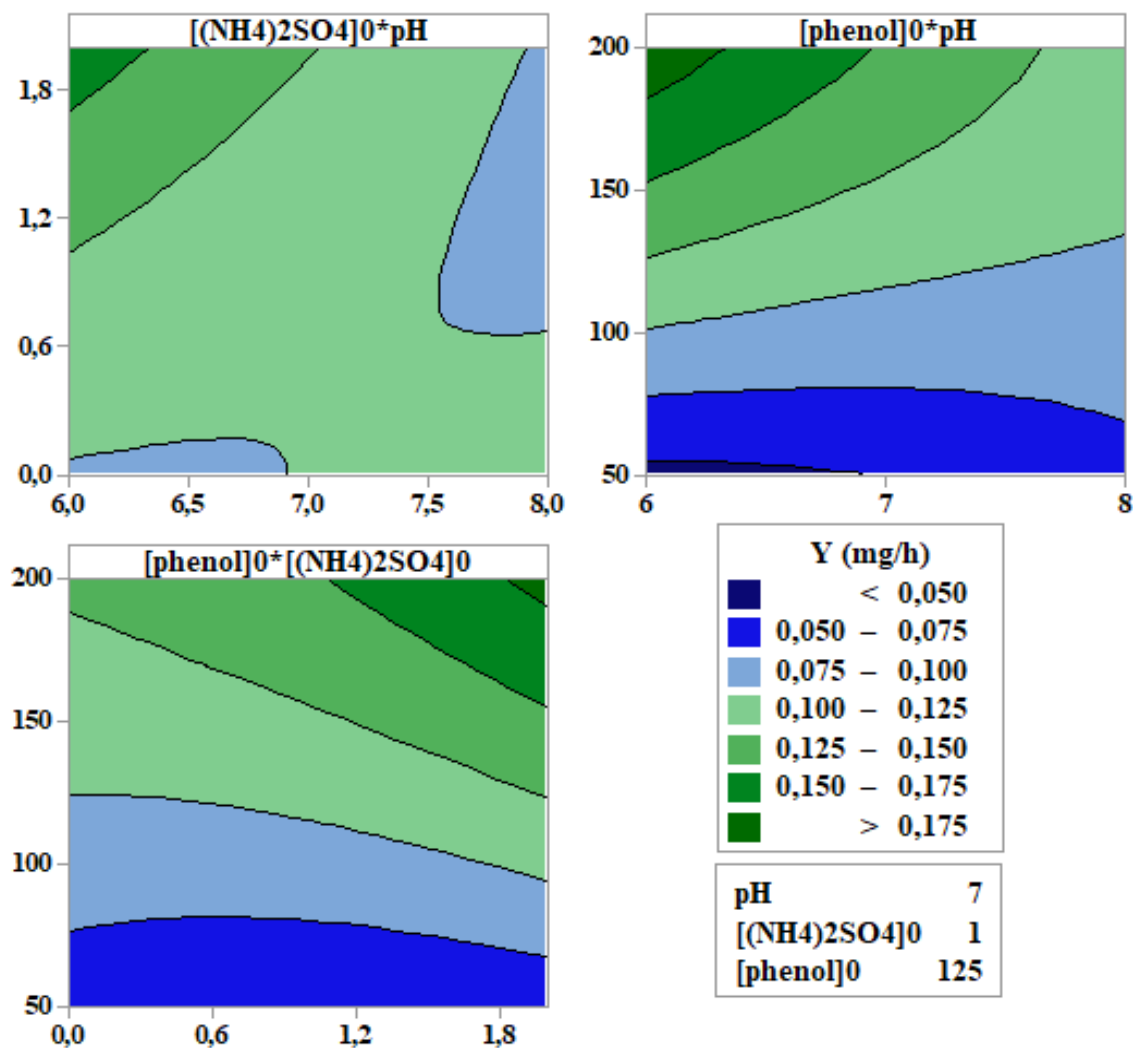 [(NH4)2SO4]0*pH
1,8
1,2
0,6
0,0
6,0 6,5 7,0 7,5 8,0
[phenol]0*pH
200
150
100
50
6 7 8
[phenol]0*[(NH4)2SO4]0
200
150
100
50
0,0 0,6 1,2 1,8
Y (mg/h)
< 0,050
0,050 – 0,075
0,075 – 0,100
0,100 – 0,125
0,125 – 0,150
0,150 – 0,175
> 0,175
pH 7
[(NH4)2SO4]0 1
[phenol]0 125